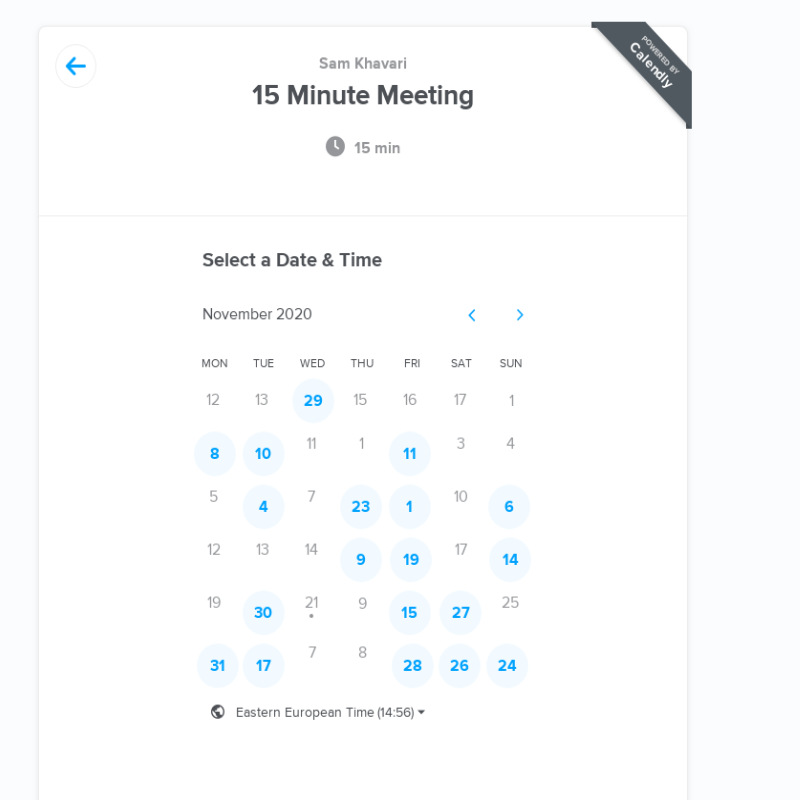 POWERED BY
Calendly
Sam Khavari
15 Minute Meeting
15 min
Select a Date & Time
November 2020
MON TUE WED THU FRI SAT SUN
12 13 29 15 16 17 1
8 10 11 1 11 3 4
5 4 7 23 1 10 6
12 13 14 9 19 17 14
19 30 21 9 15 27 25
31 17 7 8 28 26 24
Eastern European Time (14:56)